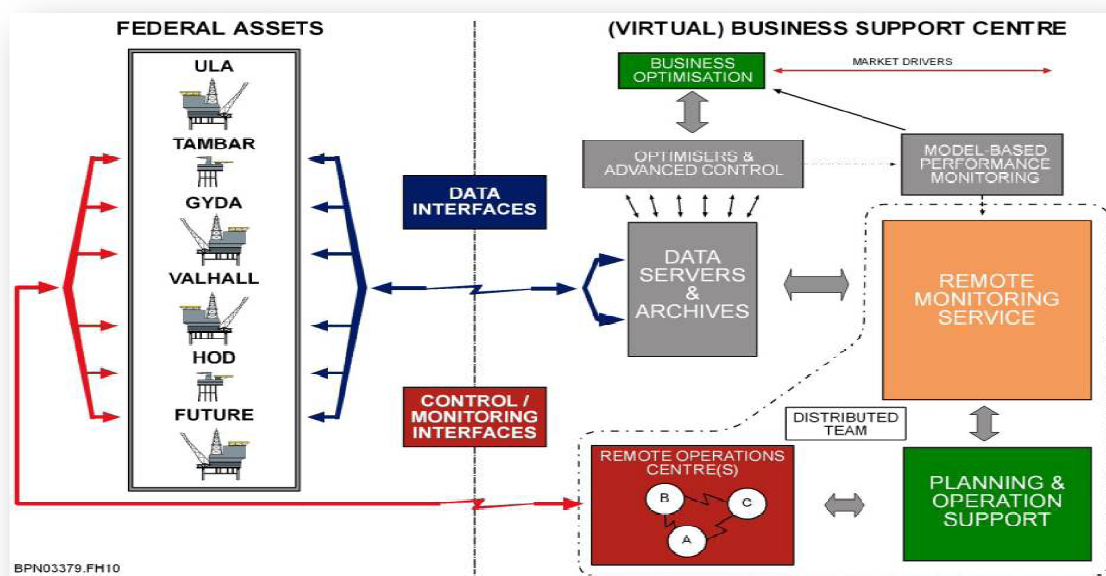 FEDERAL ASSETS
ULA
TAMBAR
GYDA
VALHALL
HOD
FUTURE
DATA
INTERFACES
CONTROL /
MONITORING
INTERFACES
(VIRTUAL) BUSINESS SUPPORT CENTRE
BUSINESS
OPTIMISATION
MARKET DRIVERS
OPTIMISERS &
ADVANCED CONTROL
MODEL-BASED
PERFORMANCE
MONITORING
DATA
SERVERS
&
ARCHIVES
REMOTE
MONITORING
SERVICE
DISTRIBUTED
TEAM
REMOTE OPERATIONS
CENTRE(S)
B
C
A
PLANNING &
OPERATION
SUPPORT
BPN03379.FH10